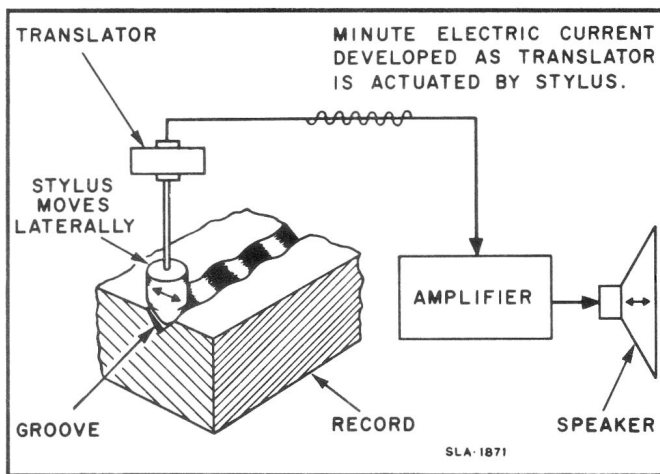 TRANSLATOR
MINUTE ELECTRIC CURRENT
DEVELOPED AS TRANSLATOR
IS ACTUATED BY STYLUS.
STYLUS
MOVES
LATERALLY
AMPLIFIER
GROOVE
RECORD
SPEAKER
SLA-1871